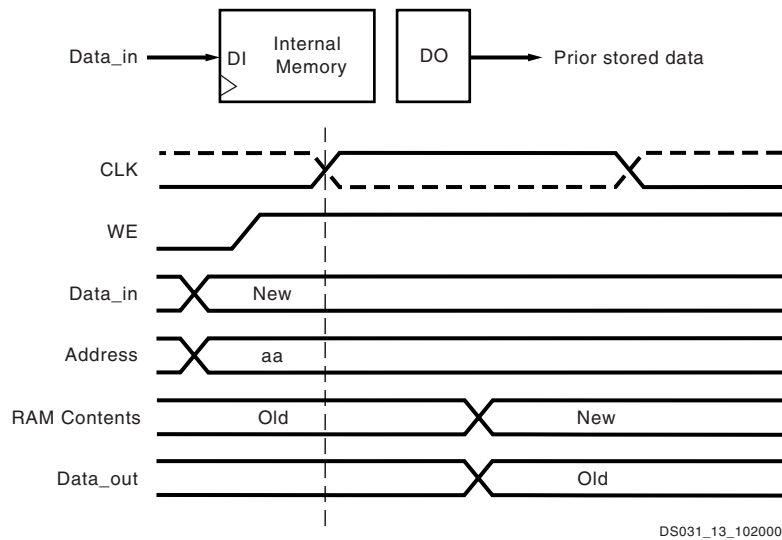 Data_in
DI
Internal
Memory
DO
Prior stored data
CLK
WE
Data_in
New
Address
aa
RAM Contents
Old
New
Data_out
Old
DS031_13_102000